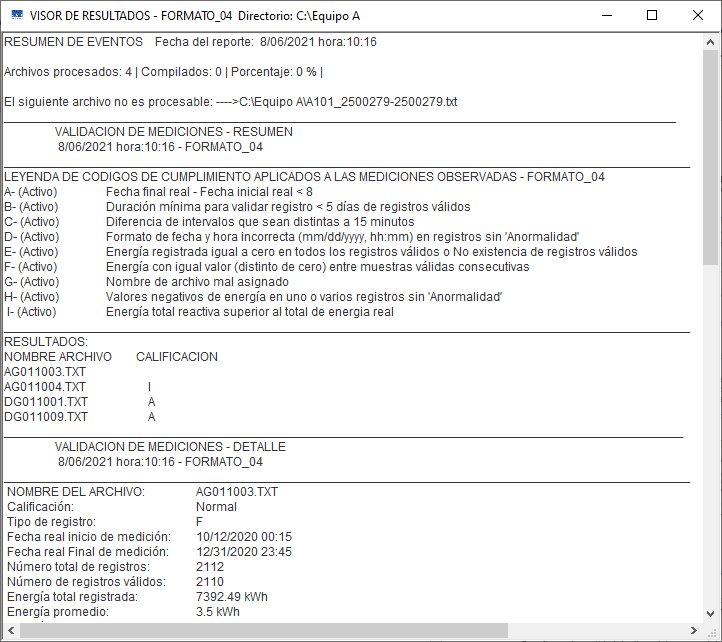 VISOR DE RESULTADOS - FORMATO_04 Directorio: C:\Equipo A
RESUMEN DE EVENTOS Fecha del reporte: 8/06/2021 hora:10:16
Archivos procesados: 4 | Compilados: 0 | Porcentaje: 0 % |
El siguiente archivo no es procesable: ---->C:\Equipo A\A101_2500279-2500279.txt
VALIDACION DE MEDICIONES - RESUMEN
8/06/2021 hora:10:16 - FORMATO_04
LEYENDA DE CODIGOS DE CUMPLIMIENTO APLICADOS A LAS MEDICIONES OBSERVADAS - FORMATO_04
A- (Activo) Fecha final real - Fecha inicial real < 8
B- (Activo) Duración mínima para validar registro < 5 días de registros válidos
C- (Activo) Diferencia de intervalos que sean distintas a 15 minutos
D- (Activo) Formato de fecha y hora incorrecta (mm/dd/yyyy, hh:mm) en registros sin 'Anormalidad'
E- (Activo) Energía registrada igual a cero en todos los registros válidos o No existencia de registros válidos
F- (Activo) Energía con igual valor (distinto de cero) entre muestras válidas consecutivas
G- (Activo) Nombre de archivo mal asignado
H- (Activo) Valores negativos de energía en uno o varios registros sin 'Anormalidad'
I- (Activo) Energía total reactiva superior al total de energia real
RESULTADOS:
NOMBRE ARCHIVO CALIFICACION
AG011003.TXT
AG011004.TXT I
DG011001.TXT A
DG011009.TXT A
VALIDACION DE MEDICIONES - DETALLE
8/06/2021 hora:10:16 - FORMATO_04
NOMBRE DEL ARCHIVO: AG011003.TXT
Calificación: Normal
Tipo de registro: F
Fecha real inicio de medición: 10/12/2020 00:15
Fecha real Final de medición: 12/31/2020 23:45
Número total de registros: 2112
Número de registros válidos: 2110
Energía total registrada: 7392.49 kWh
Energía promedio: 3.5 kWh